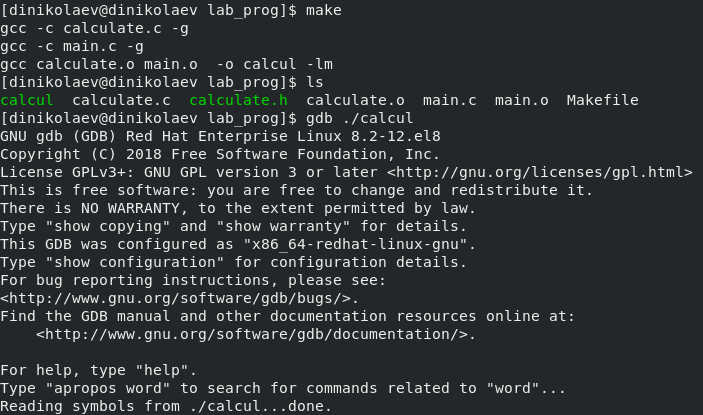 [dinikolaev@dinikolaev lab_prog]$ make
gcc -c calculate.c -g
gcc -c main.c -g
gcc calculate.o main.o  -o calcul -lm
[dinikolaev@dinikolaev lab_prog]$ ls
calcul  calculate.c  calculate.h  calculate.o  main.c  main.o  Makefile
[dinikolaev@dinikolaev lab_prog]$ gdb ./calcul
GNU gdb (GDB) Red Hat Enterprise Linux 8.2-12.el8
Copyright (C) 2018 Free Software Foundation, Inc.
License GPLv3+: GNU GPL version 3 or later <http://gnu.org/licenses/gpl.html>
This is free software: you are free to change and redistribute it.
There is NO WARRANTY, to the extent permitted by law.
Type "show copying" and "show warranty" for details.
This GDB was configured as "x86_64-redhat-linux-gnu".
Type "show configuration" for configuration details.
For bug reporting instructions, please see:
<http://www.gnu.org/software/gdb/bugs/>.
Find the GDB manual and other documentation resources online at:
    <http://www.gnu.org/software/gdb/documentation/>.

For help, type "help".
Type "apropos word" to search for commands related to "word"...
Reading symbols from ./calcul...done.